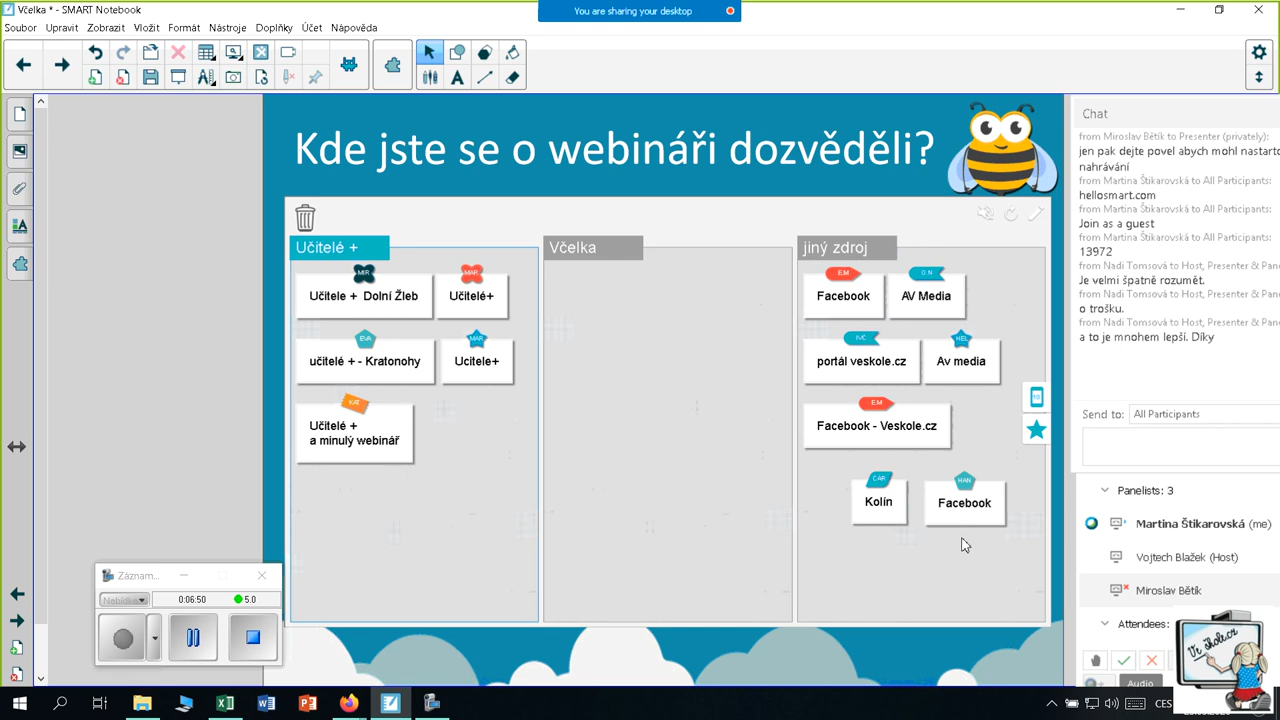 Včelka * - SMART Notebook
You are sharing your desktop
Soubor Upravit Zobrazit Vložit Formát Nástroje Doplňky Účet Nápověda
Kde jste se o webináři dozvěděli?
Učitelé +
MIR
Učitele + Dolní Žleb
MAR
Učitelé+
EVA
učitelé + - Kratonohy
MAR
Ucitele+
KAT
Učitelé +
a minulý webinář
Včelka
jiný zdroj
EM
Facebook
O N
AV Media
IVČ
portál veskole.cz
HEL
Av media
EM
Facebook - Veskole.cz
CAR
Kolín
HAN
Facebook
Chat
from Miroslav Bětík to Presenter (privately):
jen pak dejte povel abych mohl nastarto
nahrávání
from Martina Štikarovská to All Participants:
hellosmart.com
from Martina Štikarovská to All Participants:
Join as a guest
from Martina Štikarovská to All Participants:
13972
from Nadi Tomsová to Host, Presenter & Pan
Je velmi špatně rozumět.
from Nadi Tomsová to Host, Presenter & Pan
o trošku.
from Nadi Tomsová to Host, Presenter & Pan
a to je mnohem lepší. Díky
Send to: All Participants
Panelists: 3
Martina Štikarovská (me)
Vojtech Blažek (Host)
Miroslav Bětík
Attendees:
Audio
Ve škole.cz
Záznam...
Nabídka
0:06:50 5.0
CES